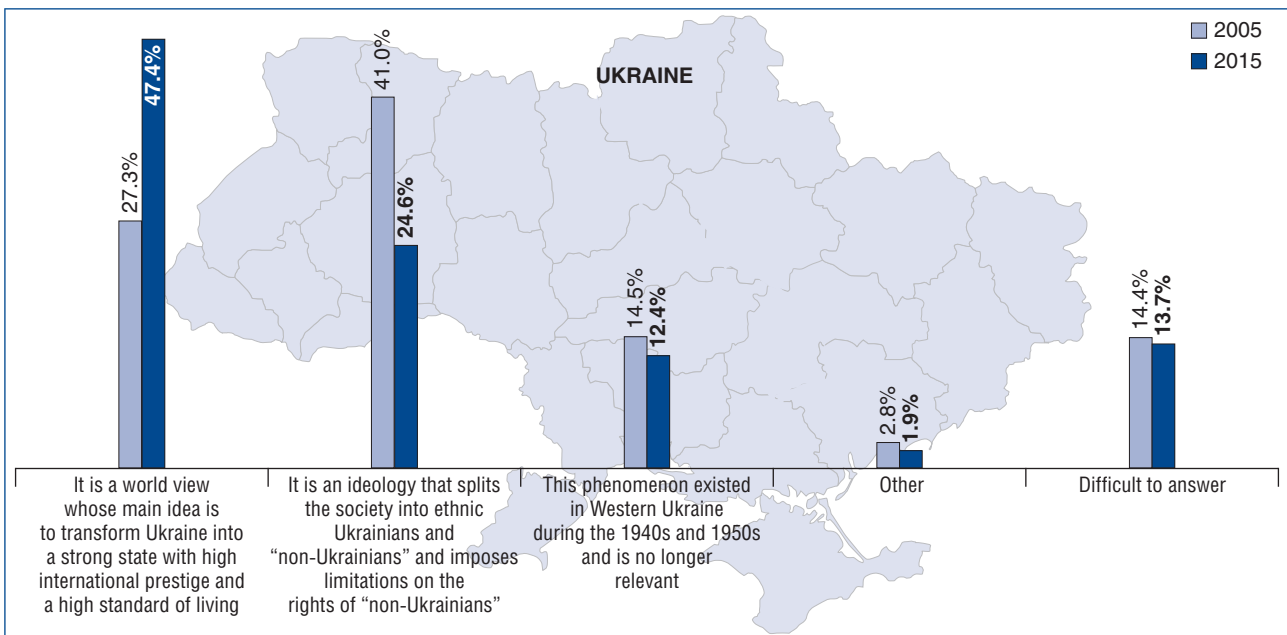 2005
2015
UKRAINE
27.3%
47.4%
41.0%
24.6%
14.5%
12.4%
2.8%
1.9%
14.4%
13.7%
It is a world view
whose main idea is
to transform Ukraine into
a strong state with high
international prestige and
a high standard of living
It is an ideology that splits
the society into ethnic
Ukrainians and
“non-Ukrainians” and imposes
limitations on the
rights of “non-Ukrainians”
This phenomenon existed
in Western Ukraine
during the 1940s and 1950s
and is no longer
relevant
Other
Difficult to answer